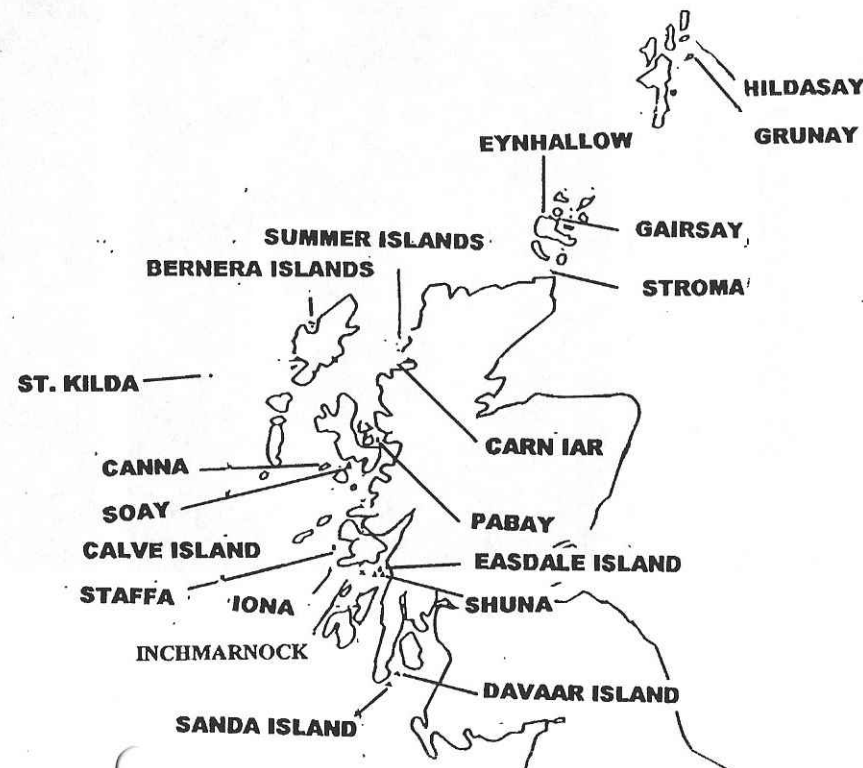 HILDASAY
GRUNAY
EYNHALLOW
GAIRSAY
SUMMER ISLANDS
BERNERA ISLANDS
STROMA
ST. KILDA
CARN IAR
CANNA
SOAY
PABAY
CALVE ISLAND
EASDALE ISLAND
STAFFA
IONA
SHUNA
INCHMARNOCK
DAVAAR ISLAND
SANDA ISLAND